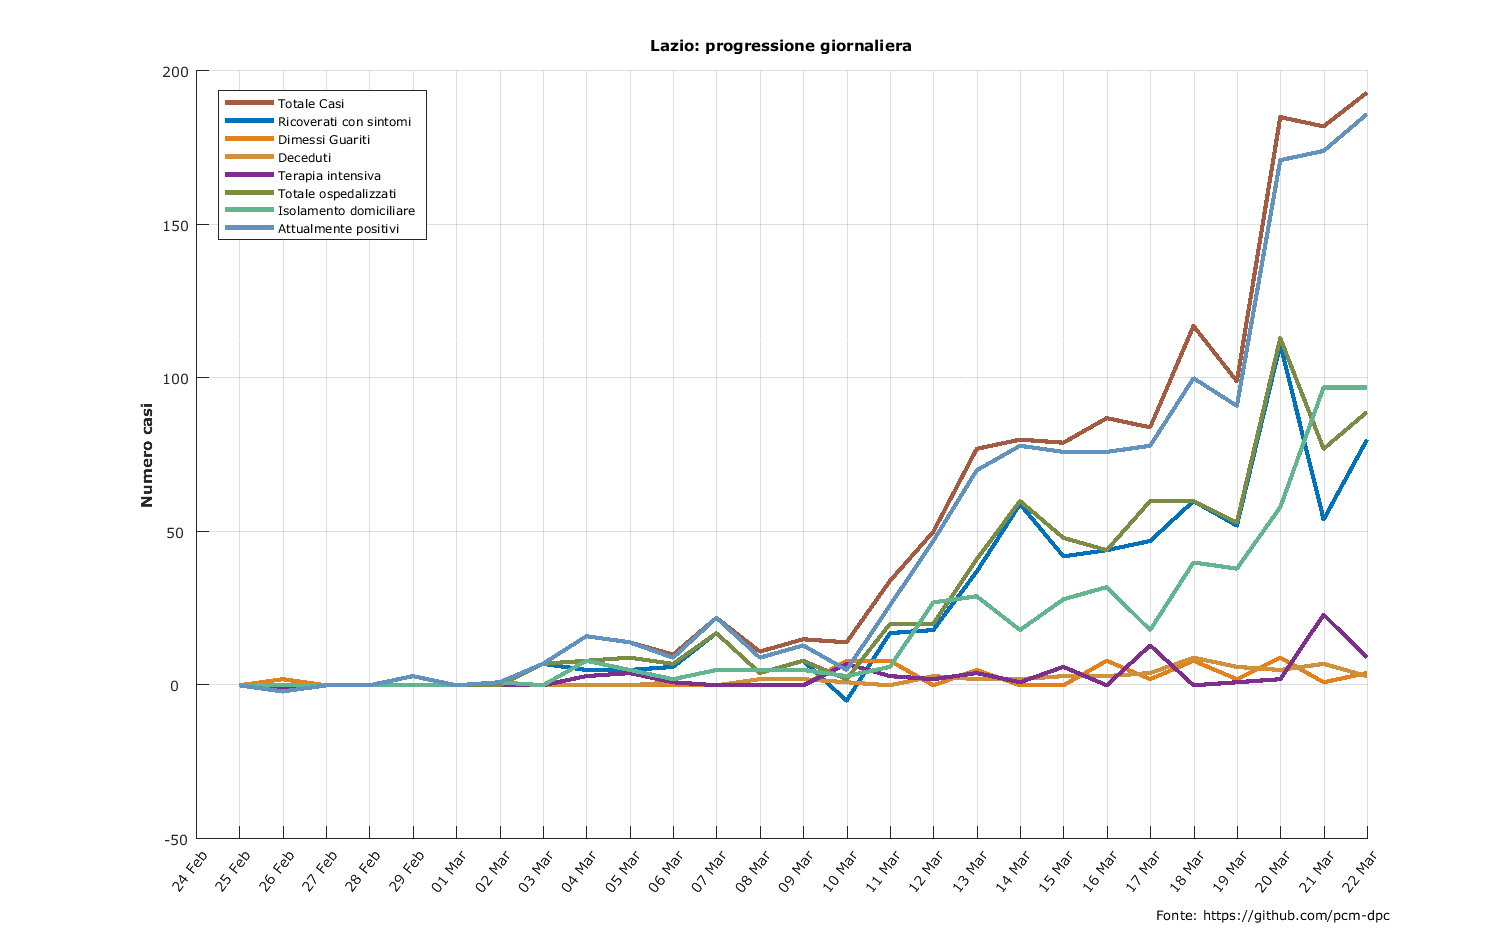 Lazio: progressione giornaliera
Totale Casi
Ricoverati con sintomi
Dimessi Guariti
Deceduti
Terapia intensiva
Totale ospedalizzati
Isolamento domiciliare
Attualmente positivi
Numero casi
200
150
100
50
0
-50
24 Feb
25 Feb
26 Feb
27 Feb
28 Feb
29 Feb
01 Mar
02 Mar
03 Mar
04 Mar
05 Mar
06 Mar
07 Mar
08 Mar
09 Mar
10 Mar
11 Mar
12 Mar
13 Mar
14 Mar
15 Mar
16 Mar
17 Mar
18 Mar
19 Mar
20 Mar
21 Mar
22 Mar
Fonte: https://github.com/pcm-dpc